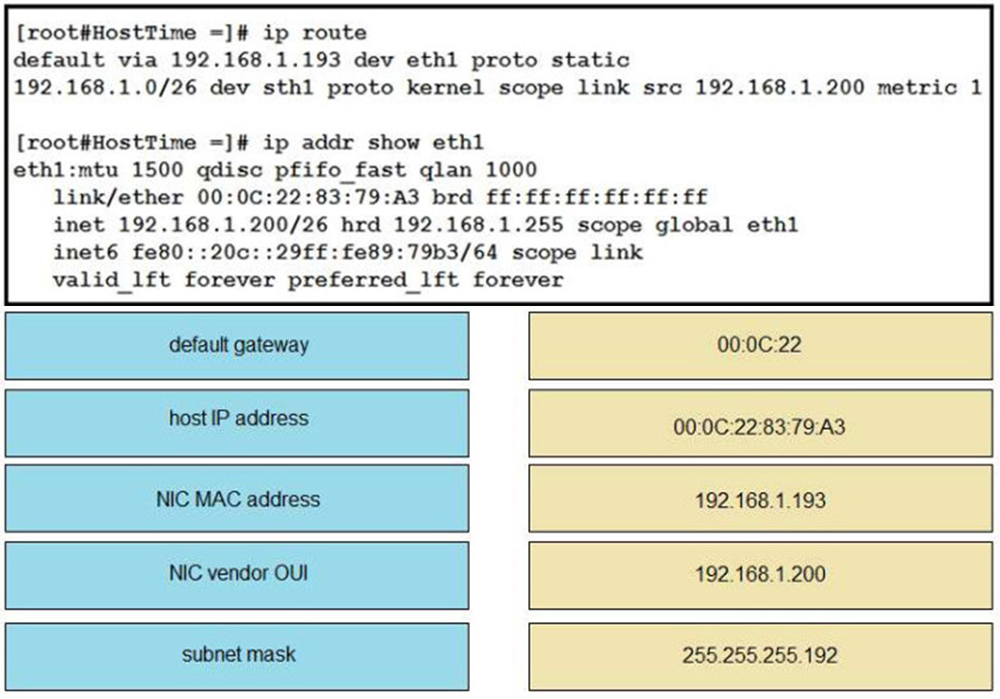 [root#HostTime =]# ip route
default via 192.168.1.193 dev eth1 proto static
192.168.1.0/26 dev sth1 proto kernel scope link src 192.168.1.200 metric 1
[root#HostTime =]# ip addr show eth1
eth1:mtu 1500 qdisc pfifo_fast qlan 1000
link/ether 00:0C:22:83:79:A3 brd ff:ff:ff:ff:ff:ff
inet 192.168.1.200/26 hrd 192.168.1.255 scope global eth1
inet6 fe80::20c::29ff:fe89:79b3/64 scope link
valid_lft forever preferred_lft forever
default gateway
00:0C:22
host IP address
00:0C:22:83:79:A3
NIC MAC address
192.168.1.193
NIC vendor OUI
192.168.1.200
subnet mask
255.255.255.192